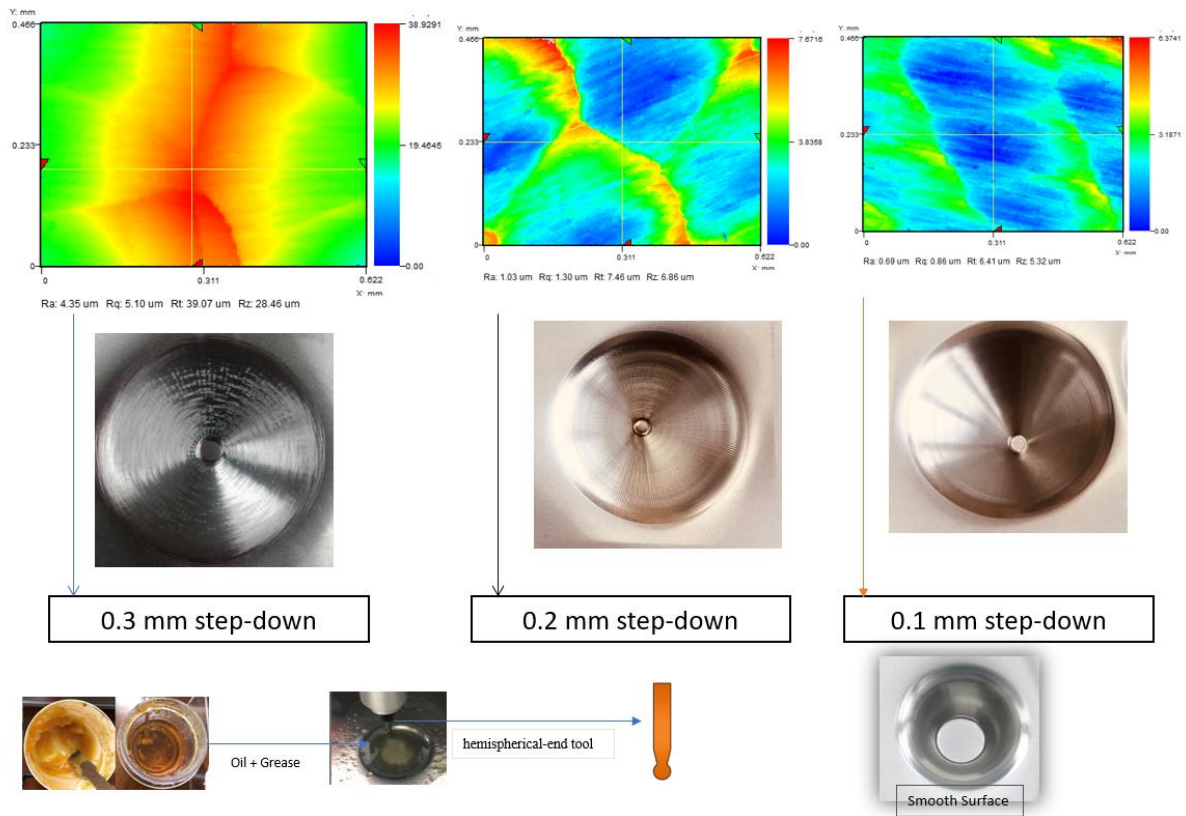 Y: mm
0.466
0.233
0
0
0.311
0.622
X: mm
38.9291
19.4645
0.00
Ra: 4.35 um Rq: 5.10 um Rt: 39.07 um Rz: 28.46 um
Y: mm
0.466
0.233
0
0
0.311
0.622
X: mm
7.6716
3.8358
0.00
Ra: 1.03 um Rq: 1.30 um Rt: 7.46 um Rz: 6.86 um
Y: mm
0.466
0.233
0
0
0.311
0.622
X: mm
6.3741
3.1871
0.00
Ra: 0.69 um Rq: 0.86 um Rt: 6.41 um Rz: 5.32 um
0.3 mm step-down
0.2 mm step-down
0.1 mm step-down
Oil + Grease
hemispherical-end tool
Smooth Surface